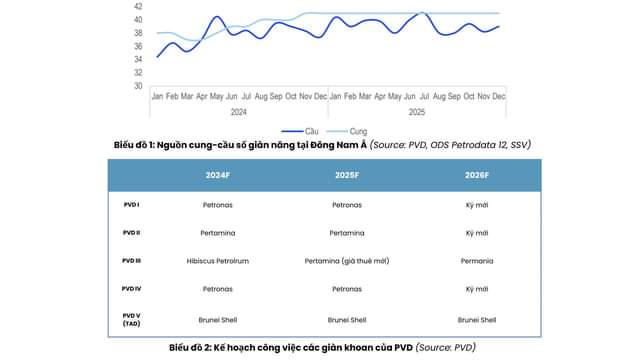 42
40
38
36
34
32
30
Jan Feb Mar Apr May Jun Jul Aug Sep Oct Nov Dec Jan Feb Mar Apr May Jun Jul Aug Sep Oct Nov Dec
2024 2025
Cầu Cung
Biểu đồ 1: Nguồn cung-cầu số giàn nâng tại Đông Nam Á (Source: PVD, ODS Petrodata 12, SSV)
2024F 2025F 2026F
PVD I Petronas Petronas Ký mới
PVD II Pertamina Pertamina Ký mới
PVD III Hibiscus Petrolrum Pertamina (giá thuê mới) Permania
PVD IV Petronas Petronas Ký mới
PVD V Brunei Shell Brunei Shell Brunei Shell
(TAD)
Biểu đồ 2: Kế hoạch công việc các giàn khoan của PVD (Source: PVD)